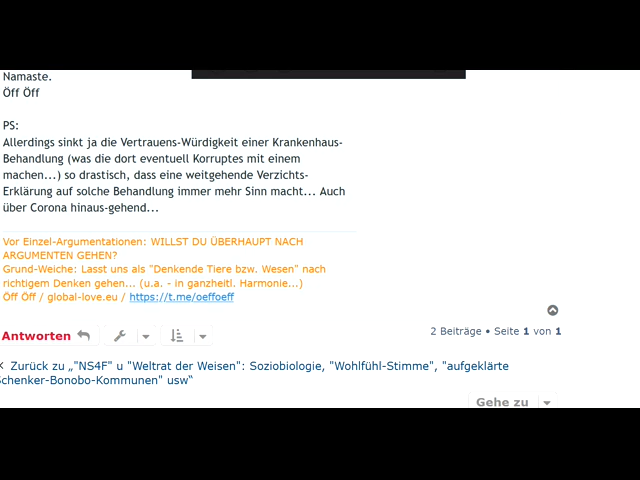 Namaste.
Öff Öff
PS:
Allerdings sinkt ja die Vertrauens-Würdigkeit einer Krankenhaus-
Behandlung (was die dort eventuell Korruptes mit einem
machen...) so drastisch, dass eine weitgehende Verzichts-
Erklärung auf solche Behandlung immer mehr Sinn macht... Auch
über Corona hinaus-gehend...
Vor Einzel-Argumentationen: WILLST DU ÜBERHAUPT NACH
ARGUMENTEN GEHEN?
Grund-Weiche: Lasst uns als "Denkende Tiere bzw. Wesen" nach
richtigem Denken gehen... (u.a. - in ganzheitl. Harmonie...)
Öff Öff / global-love.eu / https://t.me/oeffoeff
Antworten
2 Beiträge • Seite 1 von 1
Zurück zu „"NS4F" u "Weltrat der Weisen": Soziobiologie, "Wohlfühl-Stimme", "aufgeklärte
Schenker-Bonobo-Kommunen" usw“
Gehe zu